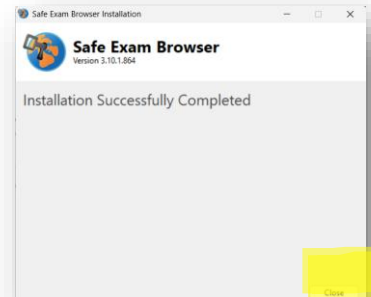 Safe Exam Browser Installation
Safe Exam Browser
Version 3.10.1.864
Installation Successfully Completed
Close